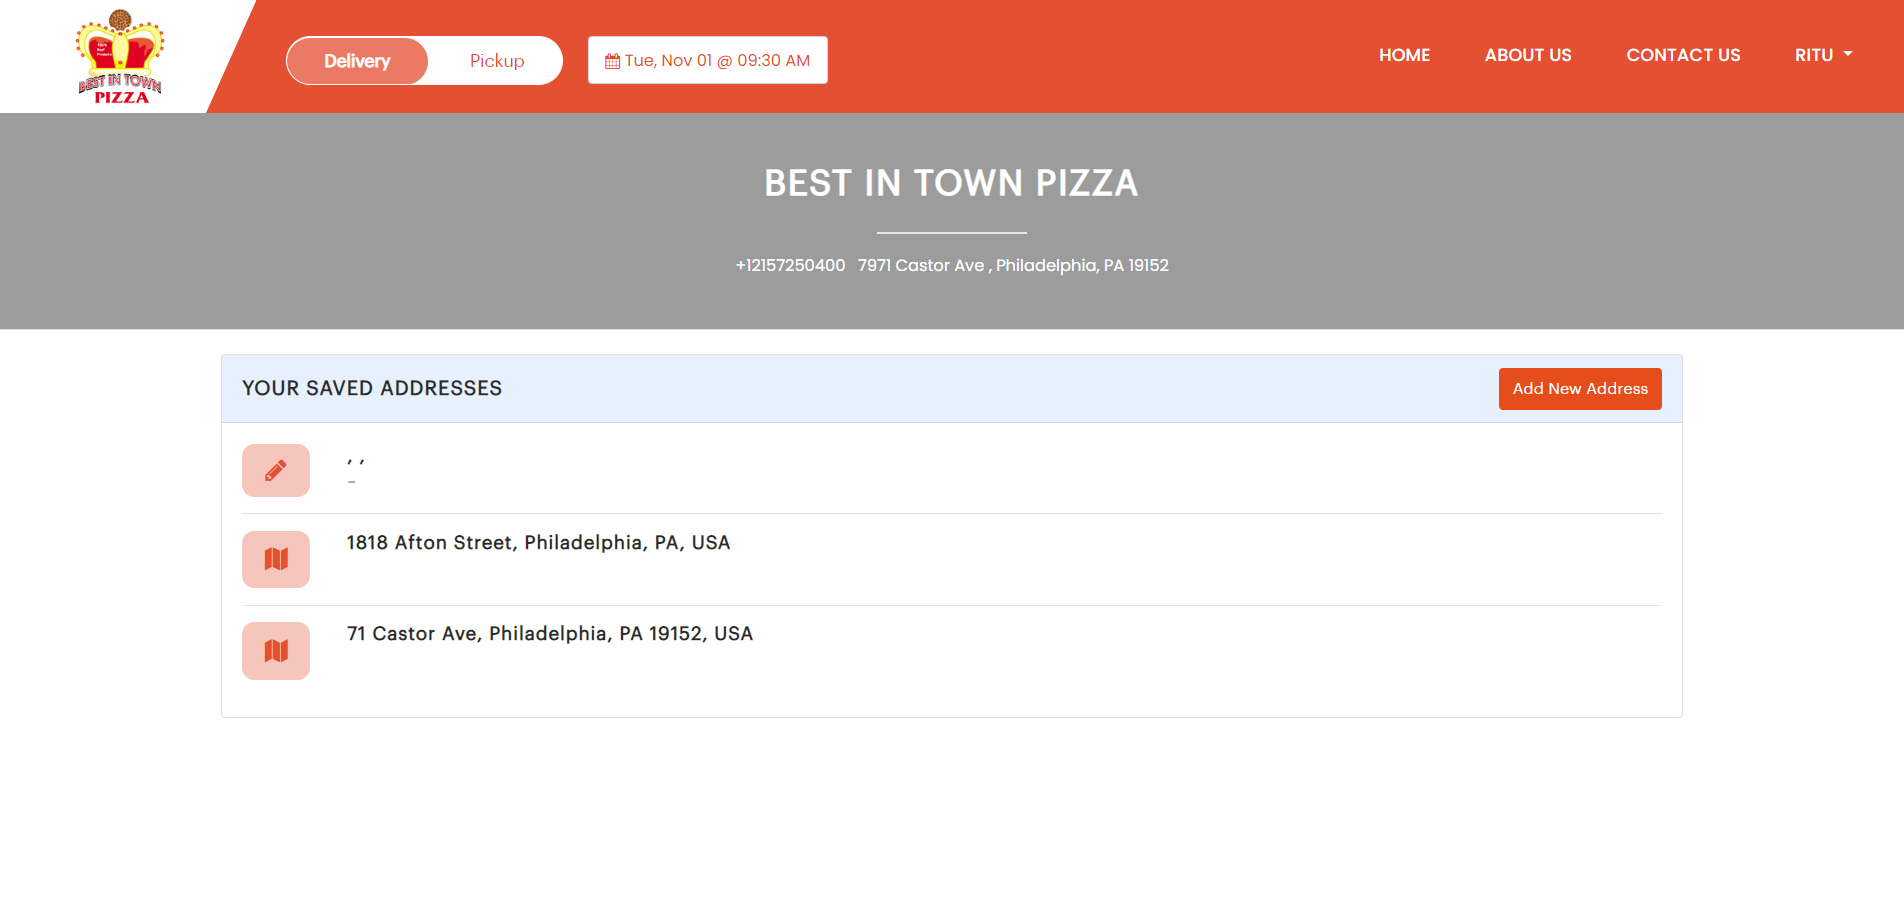 BEST IN TOWN
PIZZA
Delivery
Pickup
Tue, Nov 01 @ 09:30 AM
HOME
ABOUT US
CONTACT US
RITU
BEST IN TOWN PIZZA
+12157250400 7971 Castor Ave , Philadelphia, PA 19152
YOUR SAVED ADDRESSES
Add New Address
, ,
-
1818 Afton Street, Philadelphia, PA, USA
71 Castor Ave, Philadelphia, PA 19152, USA